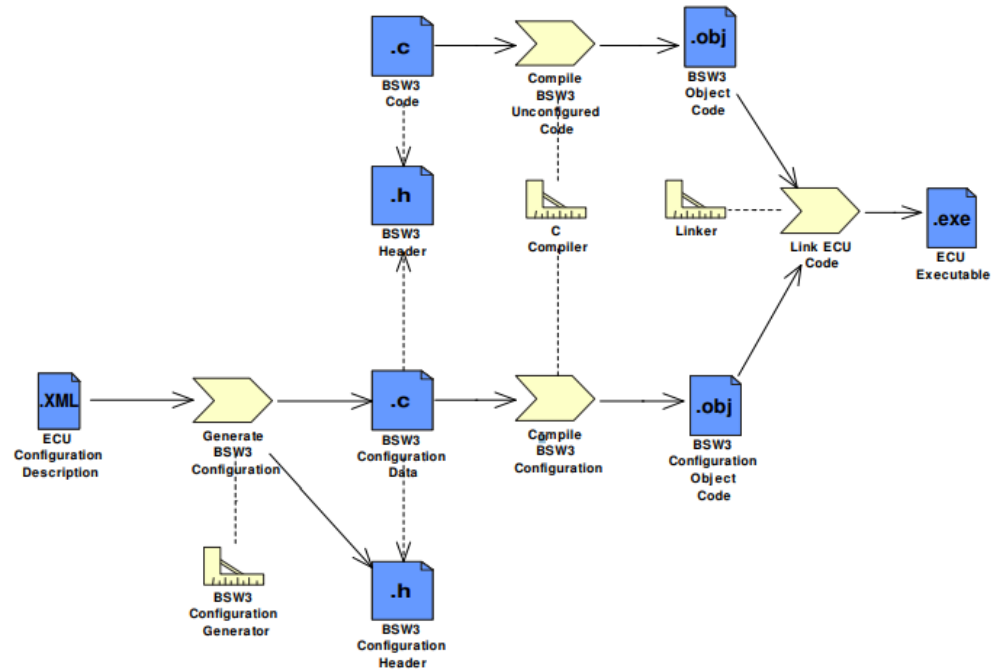 .c
BSW3
Code
Compile
BSW3
Unconfigured
Code
.obj
BSW3
Object
Code
.h
BSW3
Header
C
Compiler
Linker
Link ECU
Code
.exe
ECU
Executable
.XML
ECU
Configuration
Description
Generate
BSW3
Configuration
.c
BSW3
Configuration
Data
Compile
BSW3
Configuration
.obj
BSW3
Configuration
Object
Code
BSW3
Configuration
Generator
.h
BSW3
Configuration
Header